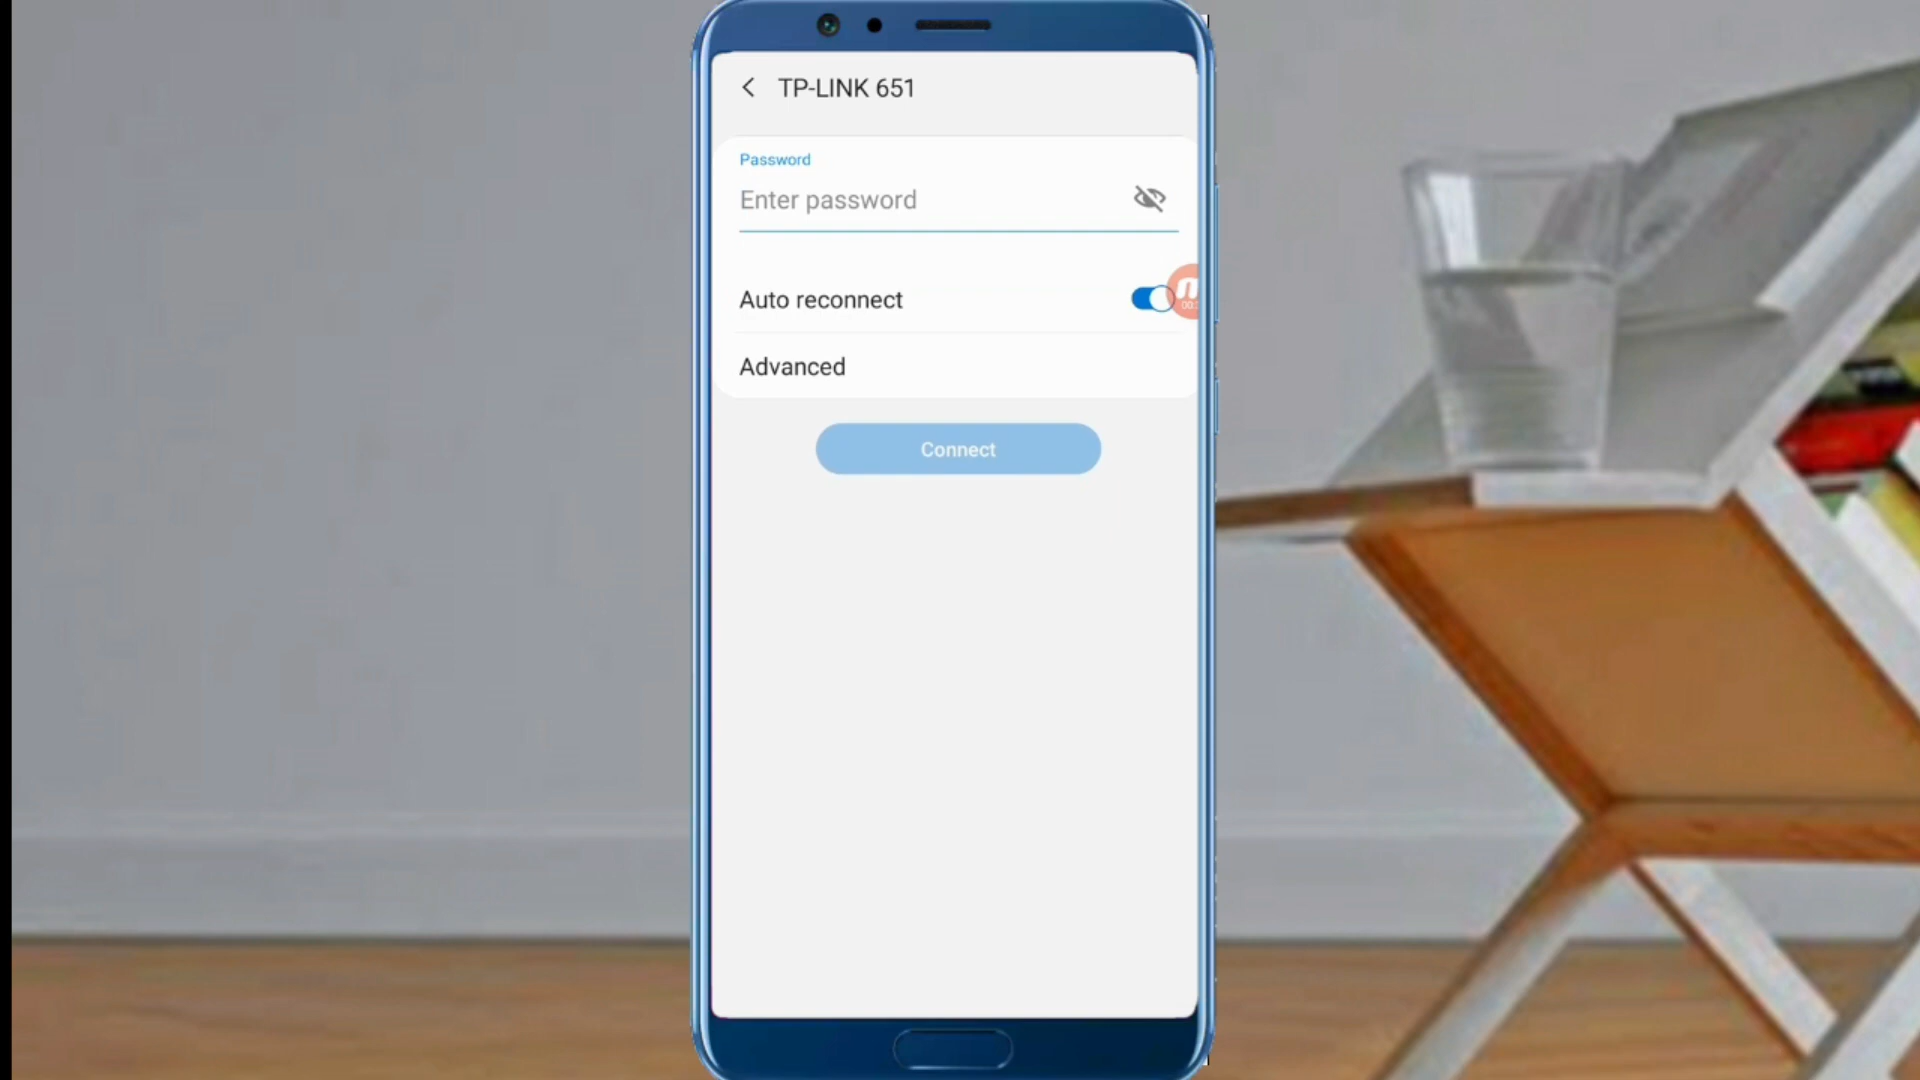 TP-LINK 651
Password
Enter password
Auto reconnect
Advanced
Connect